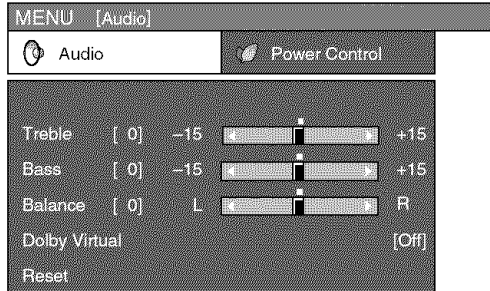 MENU [Audio]
Audio
Power Control
Treble [ 0] −15 +15
Bass [ 0] −15 +15
Balance [ 0] L R
Dolby Virtual [Off]
Reset